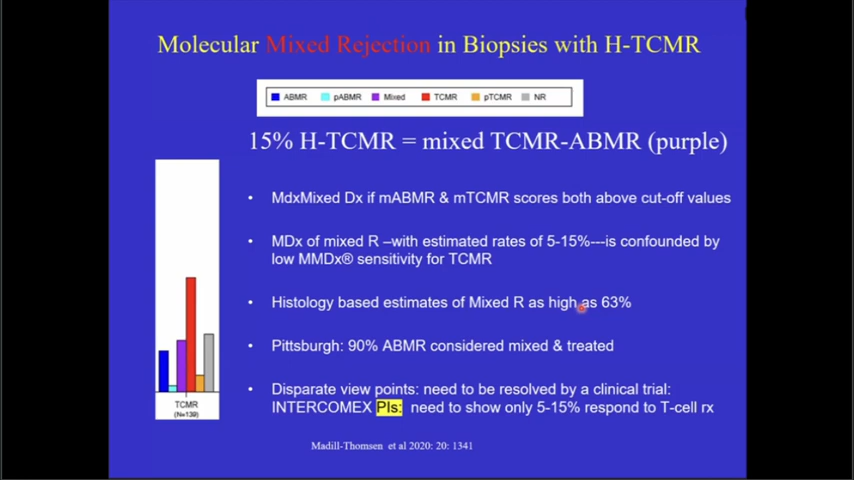 Molecular Mixed Rejection in Biopsies with H-TCMR
ABMR pABMR Mixed TCMR pTCMR NR
15% H-TCMR = mixed TCMR-ABMR (purple)
• MdxMixed Dx if mABMR & mTCMR scores both above cut-off values
• MDx of mixed R –with estimated rates of 5-15%---is confounded by
low MMDx® sensitivity for TCMR
• Histology based estimates of Mixed R as high as 63%
• Pittsburgh: 90% ABMR considered mixed & treated
• Disparate view points: need to be resolved by a clinical trial:
INTERCOMEX PIs: need to show only 5-15% respond to T-cell rx
TCMR
(N=139)
Madill-Thomsen et al 2020: 20: 1341